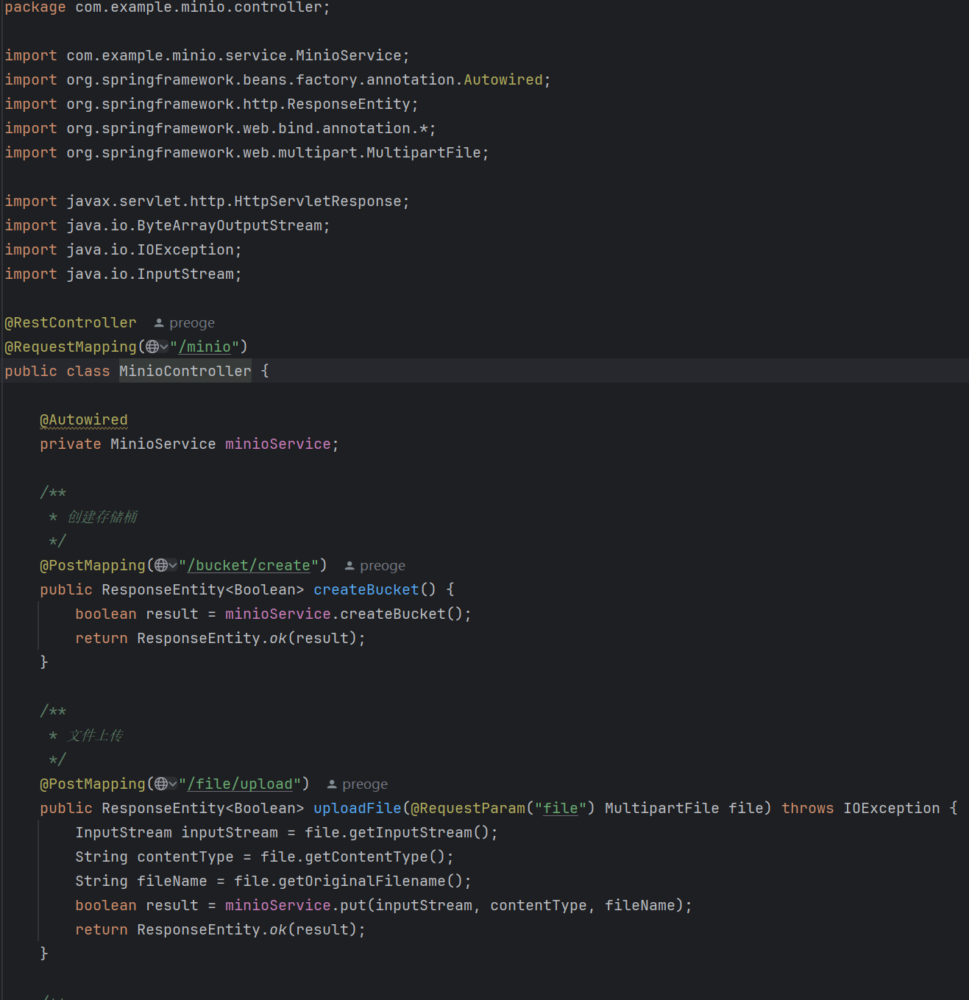 package com.example.minio.controller;
import com.example.minio.service.MinioService;
import org.springframework.beans.factory.annotation.Autowired;
import org.springframework.http.ResponseEntity;
import org.springframework.web.bind.annotation.*;
import org.springframework.web.multipart.MultipartFile;
import javax.servlet.http.HttpServletResponse;
import java.io.ByteArrayOutputStream;
import java.io.IOException;
import java.io.InputStream;
@RestController preoge
@RequestMapping("/minio")
public class MinioController {
@Autowired
private MinioService minioService;
/**
* 创建存储桶
*/
@PostMapping("/bucket/create") preoge
public ResponseEntity<Boolean> createBucket() {
boolean result = minioService.createBucket();
return ResponseEntity.ok(result);
}
/**
* 文件上传
*/
@PostMapping("/file/upload") preoge
public ResponseEntity<Boolean> uploadFile(@RequestParam("file") MultipartFile file) throws IOException {
InputStream inputStream = file.getInputStream();
String contentType = file.getContentType();
String fileName = file.getOriginalFilename();
boolean result = minioService.put(inputStream, contentType, fileName);
return ResponseEntity.ok(result);
}